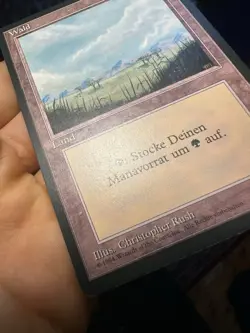 Wald
Land
: Stocke Deinen
Manavorrat um auf.
Illus. Christopher Rush